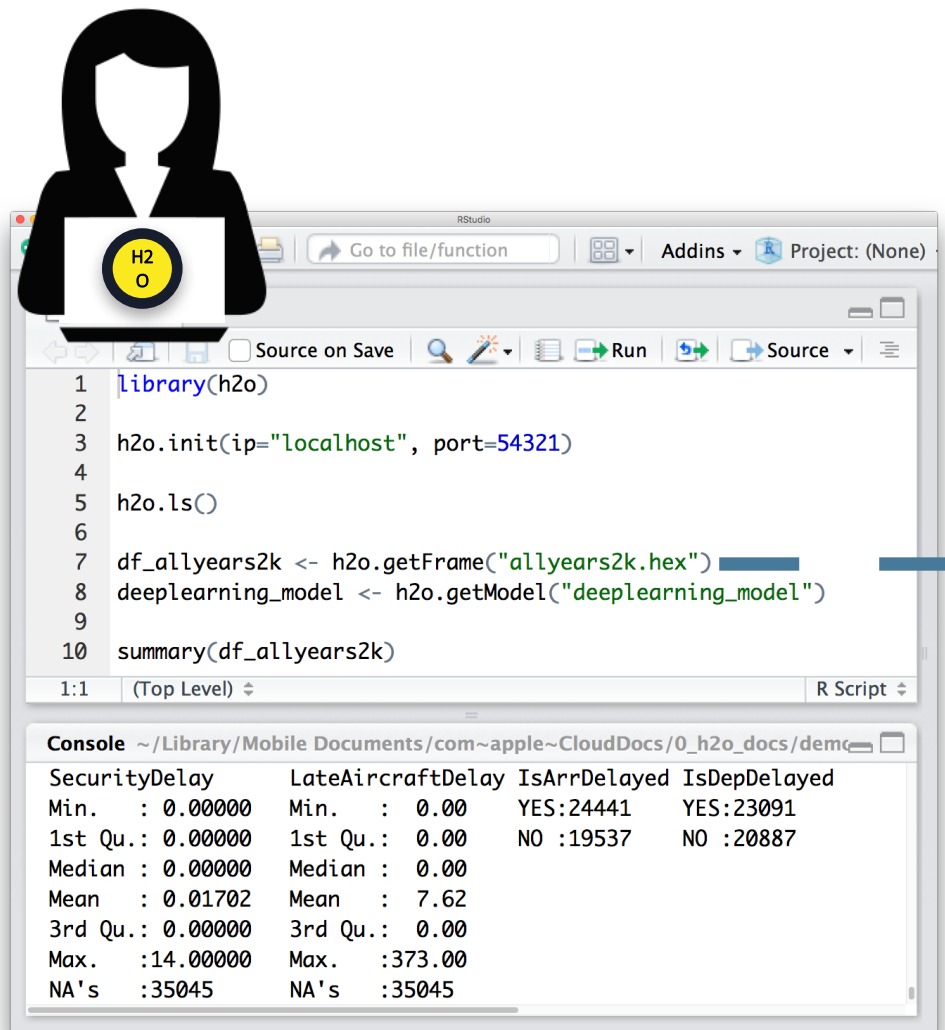 H2
O
RStudio
Go to file/function
Addins
Project: (None)
Source on Save
Run
Source
1 library(h2o)
2
3 h2o.init(ip="localhost", port=54321)
4
5 h2o.ls()
6
7 df_allyears2k <- h2o.getFrame("allyears2k.hex")
8 deeplearning_model <- h2o.getModel("deeplearning_model")
9
10 summary(df_allyears2k)
1:1 (Top Level) R Script
Console ~/Library/Mobile Documents/com~apple~CloudDocs/0_h2o_docs/demo
SecurityDelay LateAircraftDelay IsArrDelayed IsDepDelayed
Min. : 0.00000 Min. : 0.00 YES:24441 YES:23091
1st Qu.: 0.00000 1st Qu.: 0.00 NO :19537 NO :20887
Median : 0.00000 Median : 0.00
Mean : 0.01702 Mean : 7.62
3rd Qu.: 0.00000 3rd Qu.: 0.00
Max. :14.00000 Max. :373.00
NA's :35045 NA's :35045